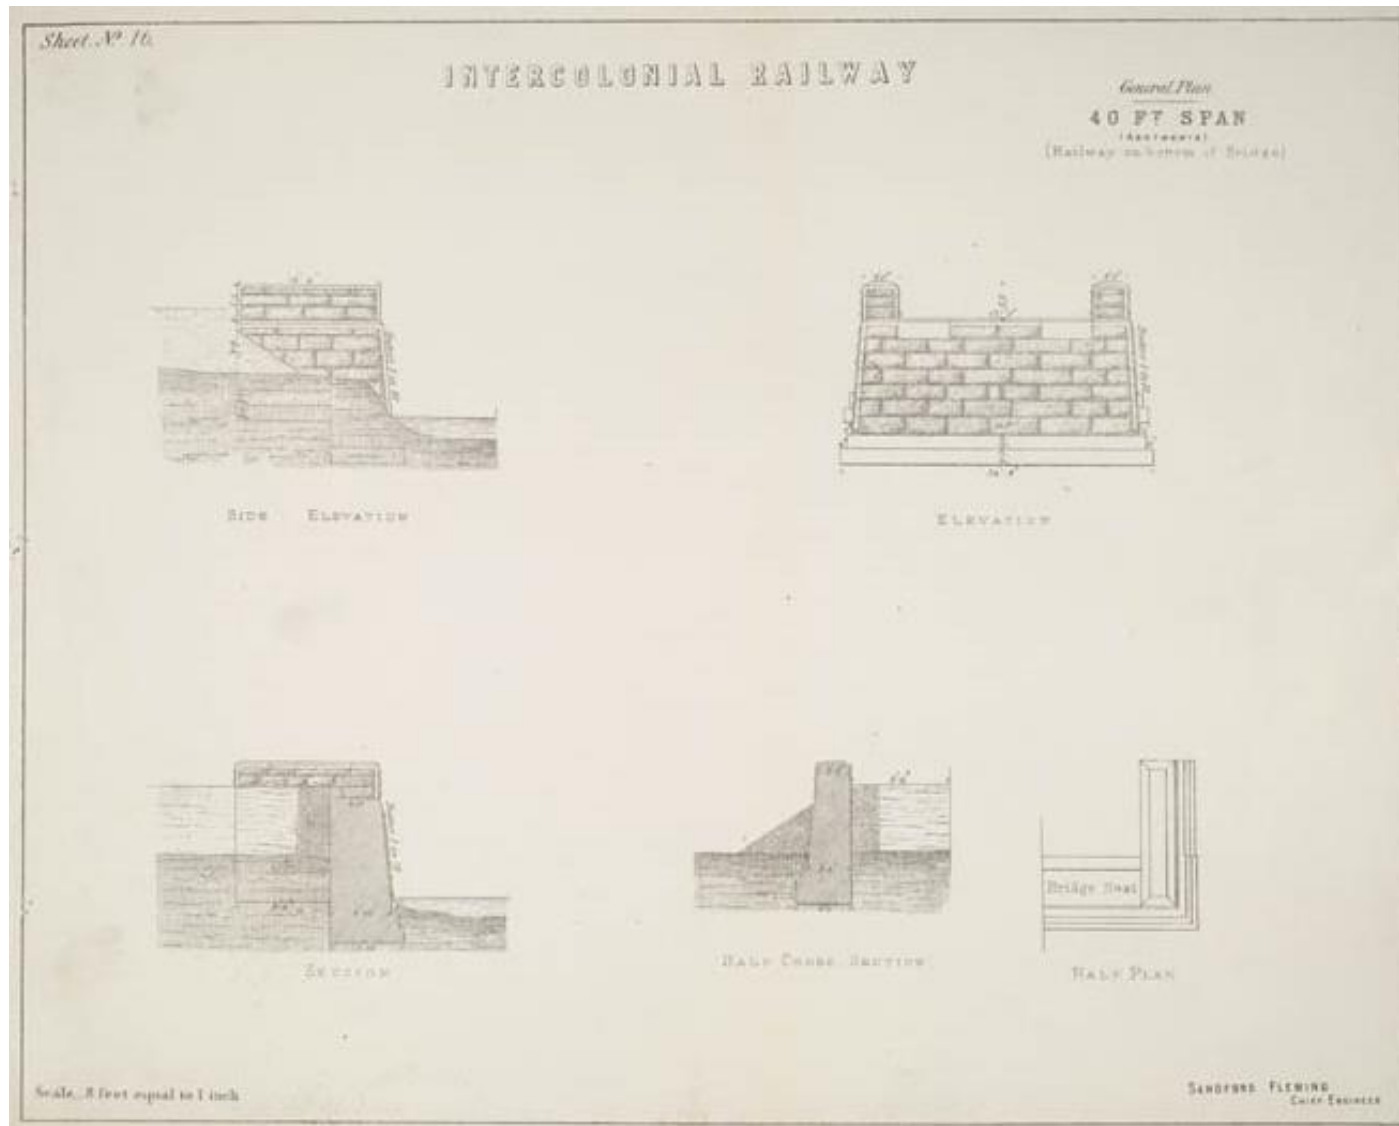 Sheet. No. 16.
INTERCOLONIAL RAILWAY
General Plan
40 FT SPAN
(Abutments)
(Railway on bottom of Bridge)
SIDE ELEVATION
ELEVATION
SECTION
HALF CROSS SECTION
Bridge Seat
HALF PLAN
Scale, 8 feet equal to 1 inch
SANDFORD FLEMING
CHIEF ENGINEER